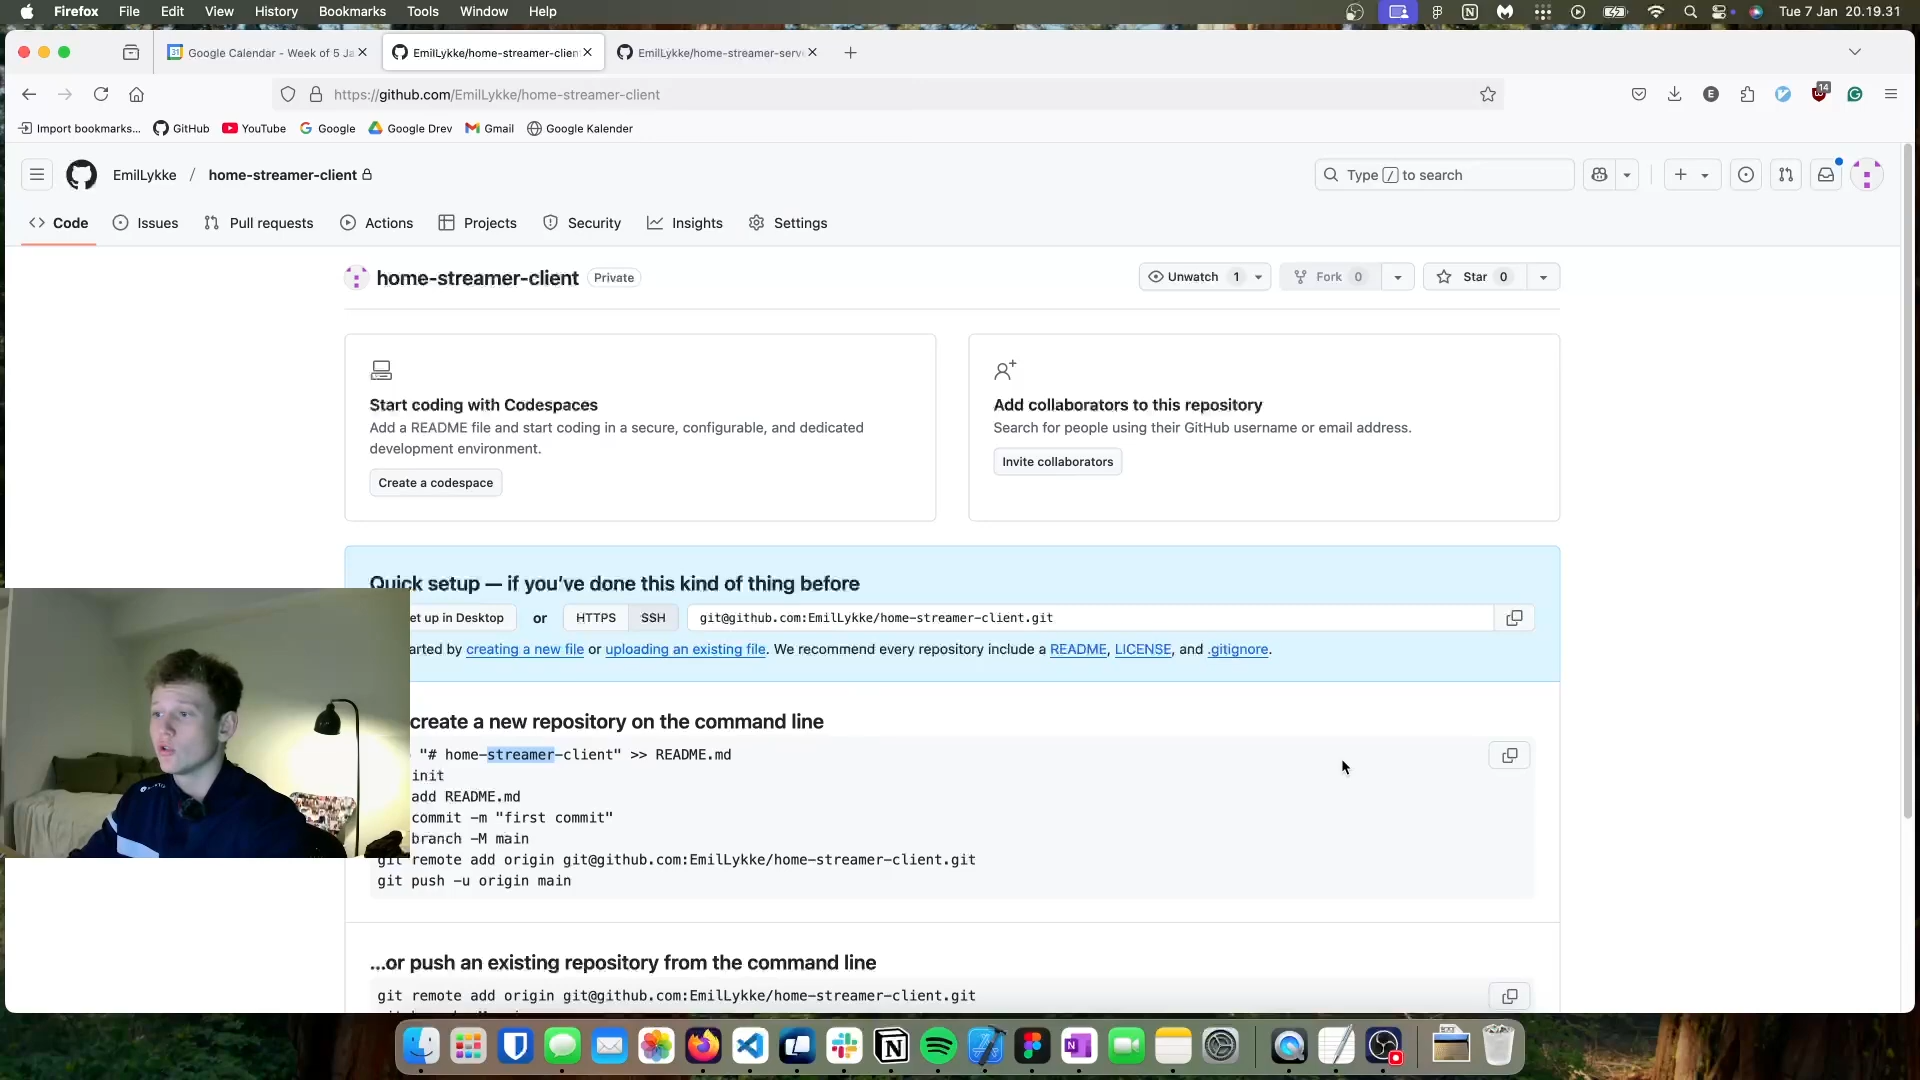 Firefox File Edit View History Bookmarks Tools Window Help Tue 7 Jan 20.19.31
Google Calendar - Week of 5 Ja EmilLykke/home-streamer-clien EmilLykke/home-streamer-serv
https://github.com/EmilLykke/home-streamer-client 14
Import bookmarks... GitHub YouTube Google Google Drev Gmail Google Kalender
EmilLykke / home-streamer-client Type / to search
Code Issues Pull requests Actions Projects Security Insights Settings
home-streamer-client Private Unwatch 1 Fork 0 Star 0
Start coding with Codespaces
Add a README file and start coding in a secure, configurable, and dedicated
development environment.
Create a codespace
Add collaborators to this repository
Search for people using their GitHub username or email address.
Invite collaborators
Quick setup — if you've done this kind of thing before
et up in Desktop or HTTPS SSH git@github.com:EmilLykke/home-streamer-client.git
arted by creating a new file or uploading an existing file. We recommend every repository include a README, LICENSE, and .gitignore.
create a new repository on the command line
"# home-streamer-client" >> README.md
init
add README.md
commit -m "first commit"
branch -M main
git remote add origin git@github.com:EmilLykke/home-streamer-client.git
git push -u origin main
...or push an existing repository from the command line
git remote add origin git@github.com:EmilLykke/home-streamer-client.git